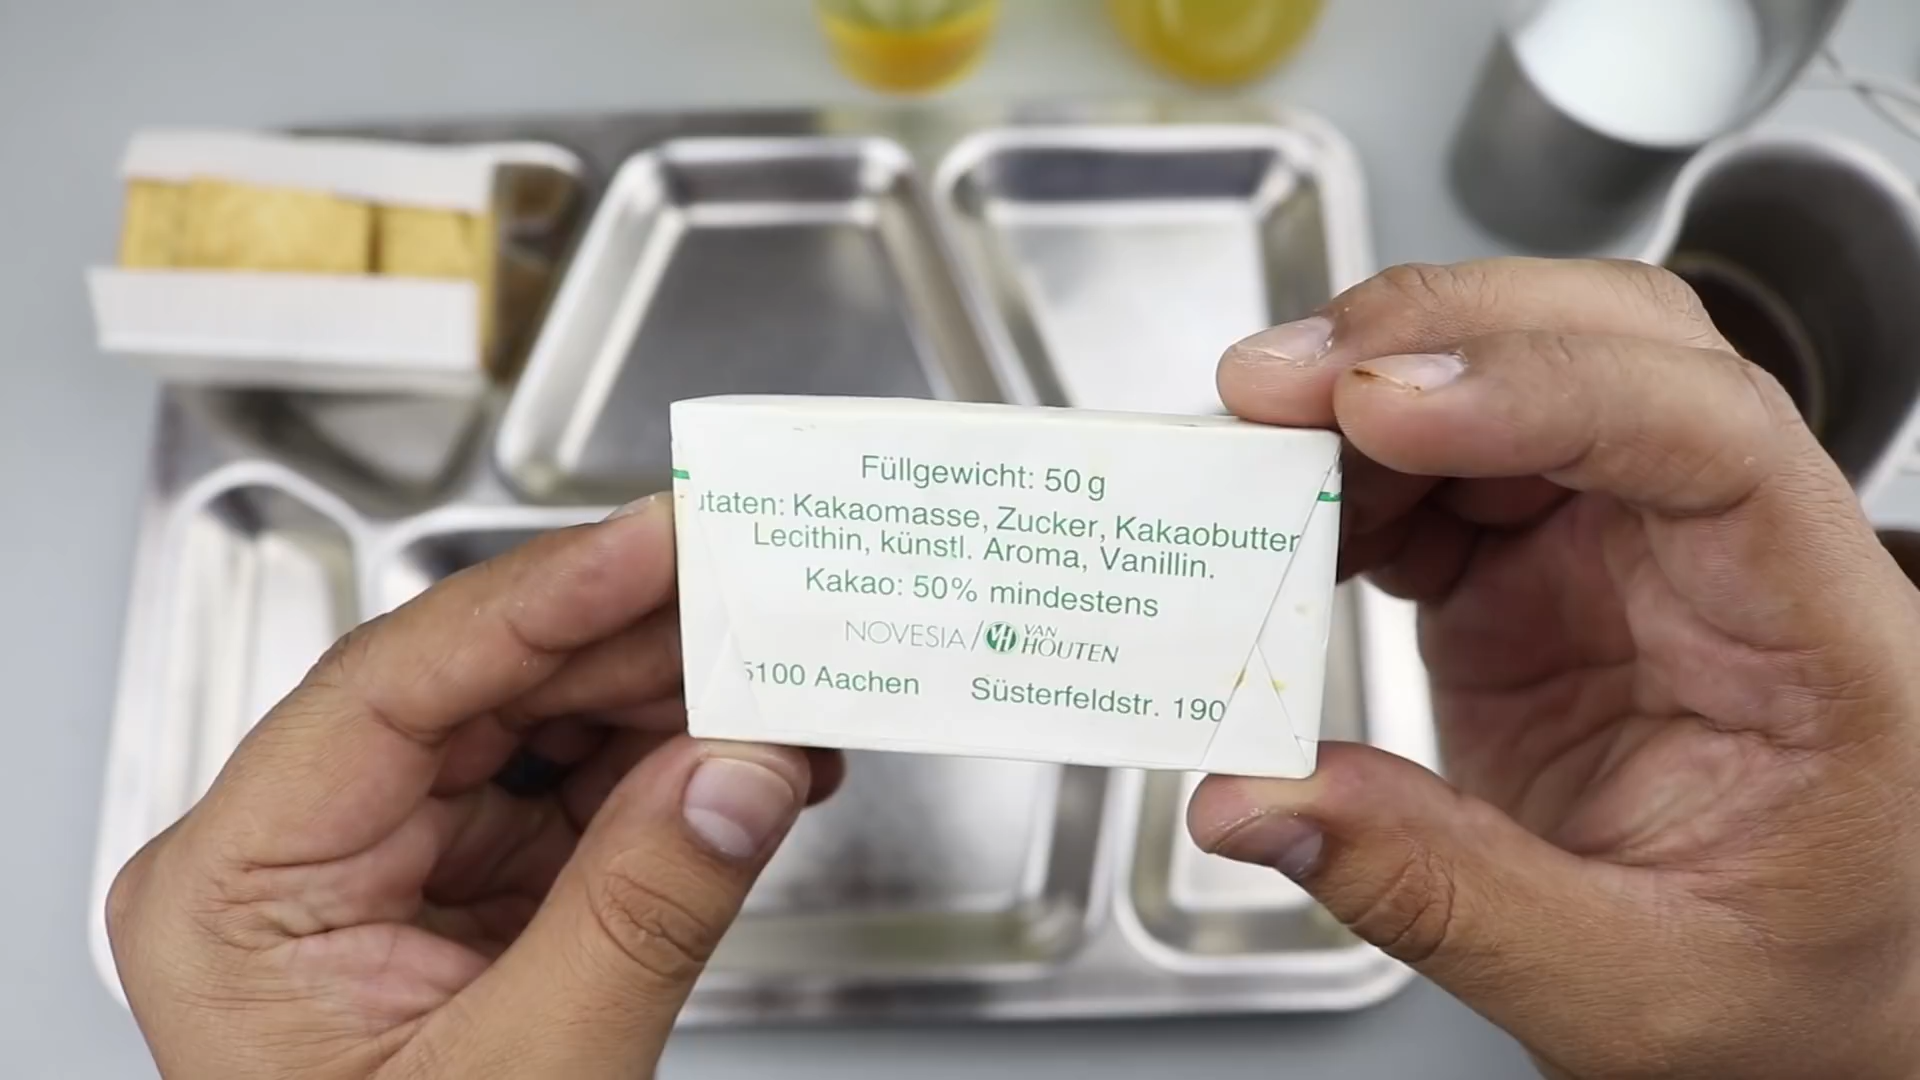 Füllgewicht: 50 g
utaten: Kakaomasse, Zucker, Kakaobutter
Lecithin, künstl. Aroma, Vanillin.
Kakao: 50% mindestens
NOVESIA/VH VAN HOUTEN
5100 Aachen Süsterfeldstr. 190